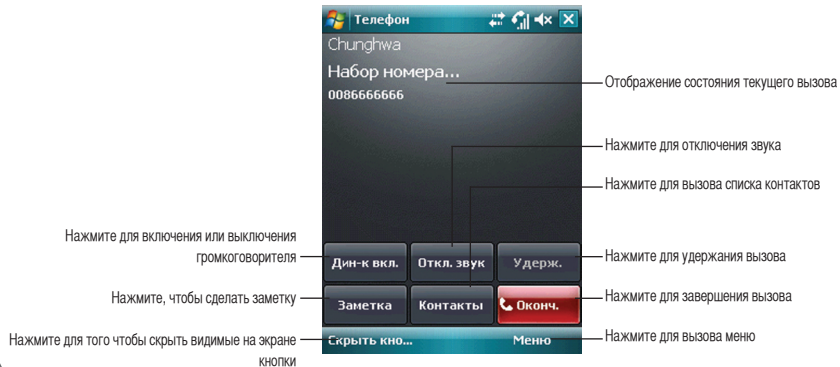 Телефон
Chunghwa
Набор номера...
0086666666
Отображение состояния текущего вызова
Нажмите для отключения звука
Нажмите для вызова списка контактов
Нажмите для включения или выключения
громкоговорителя
Дин-к вкл.
Откл. звук
Удерж.
Нажмите для удержания вызова
Нажмите, чтобы сделать заметку
Заметка
Контакты
Оконч.
Нажмите для завершения вызова
Нажмите для того чтобы скрыть видимые на экране
кнопки
Скрыть кно...
Меню
Нажмите для вызова меню